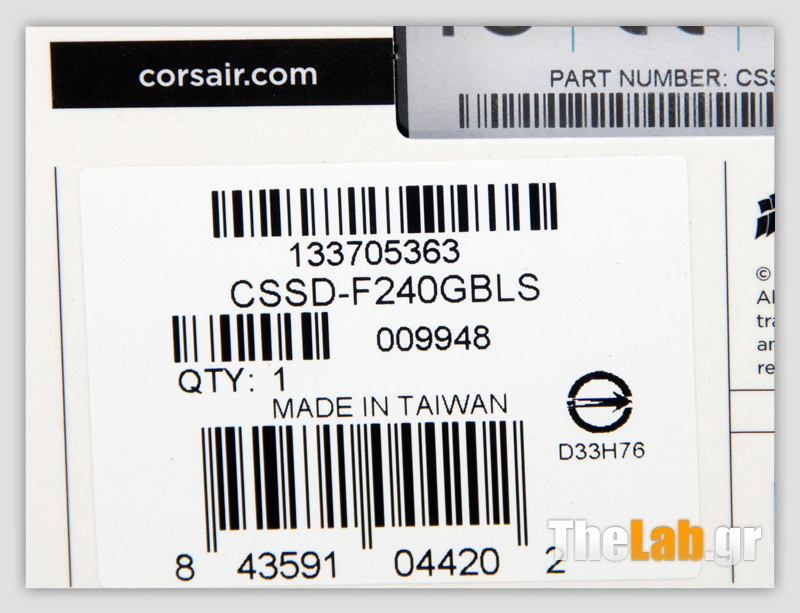 corsair.com
PART NUMBER:
133705363
CSSD-F240GBLS
009948
QTY: 1
MADE IN TAIWAN
D33H76
8 43591 04420 2
©
TheLab.gr